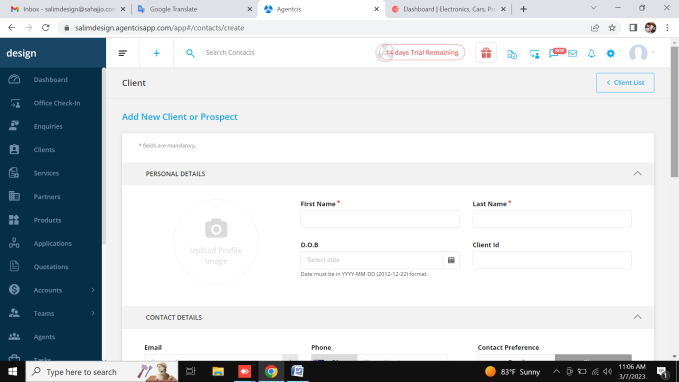 Inbox - salimdesign@sahajjo.com
Google Translate
Agentcis
Dashboard | Electronics, Cars, P
salimdesign.agentcisapp.com/app#/contacts/create
design
Search Contacts
14 days Trial Remaining
NEW
Dashboard
Office Check-In
Enquiries
Clients
Services
Partners
Products
Applications
Quotations
Accounts
Teams
Agents
Tasks
Client
< Client List
Add New Client or Prospect
* fields are mandatory.
PERSONAL DETAILS
Upload Profile
Image
First Name *
Last Name *
D.O.B
Client Id
Select date
Date must be in YYYY-MM-DD (2012-12-22) format.
CONTACT DETAILS
Email
Phone
Contact Preference
Type here to search
83°F Sunny
11:06 AM
3/7/2023
1